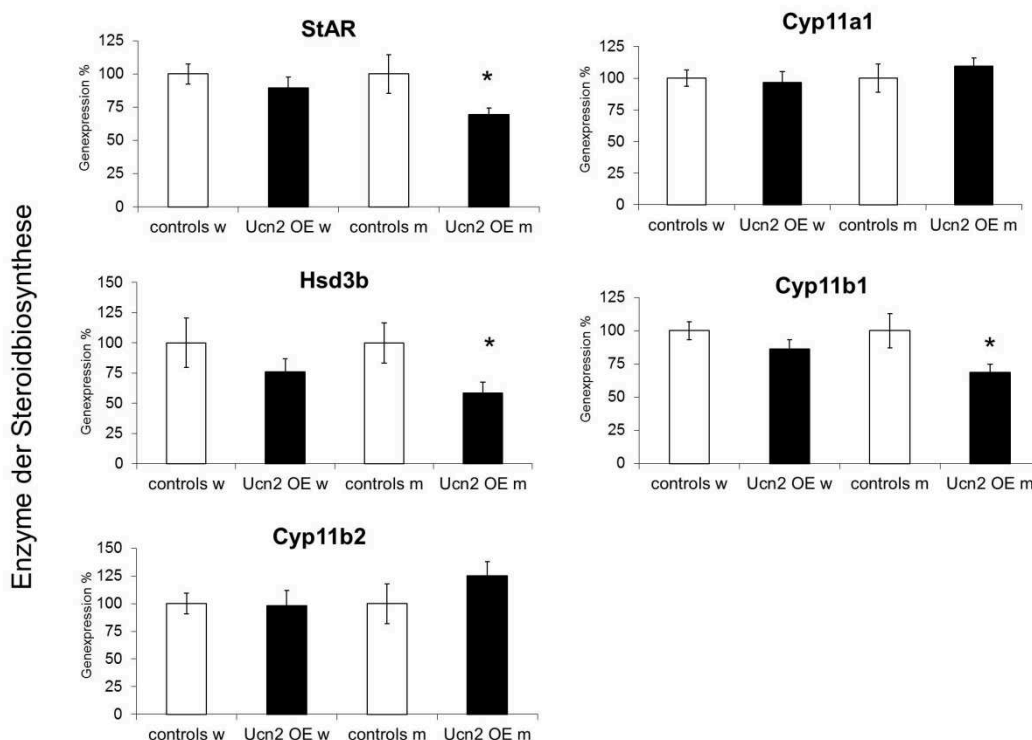 Enzyme der Steroidbiosynthese
StAR
Genexpression %
125
100
75
50
25
0
controls w Ucn2 OE w controls m Ucn2 OE m
*
Cyp11a1
Genexpression %
125
100
75
50
25
0
controls w Ucn2 OE w controls m Ucn2 OE m
Hsd3b
Genexpression %
150
125
100
75
50
25
0
controls w Ucn2 OE w controls m Ucn2 OE m
*
Cyp11b1
Genexpression %
125
100
75
50
25
0
controls w Ucn2 OE w controls m Ucn2 OE m
*
Cyp11b2
Genexpression %
150
125
100
75
50
25
0
controls w Ucn2 OE w controls m Ucn2 OE m